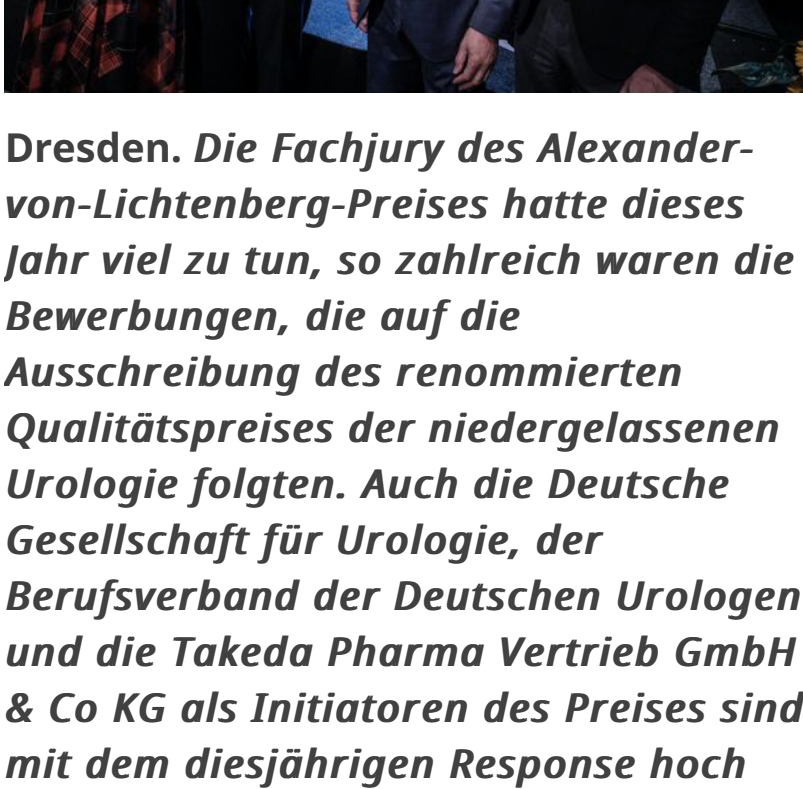 Dresden. Die Fachjury des Alexander-
von-Lichtenberg-Preises hatte dieses
Jahr viel zu tun, so zahlreich waren die
Bewerbungen, die auf die
Ausschreibung des renommierten
Qualitätspreises der niedergelassenen
Urologie folgten. Auch die Deutsche
Gesellschaft für Urologie, der
Berufsverband der Deutschen Urologen
und die Takeda Pharma Vertrieb GmbH
& Co KG als Initiatoren des Preises sind
mit dem diesjährigen Response hoch